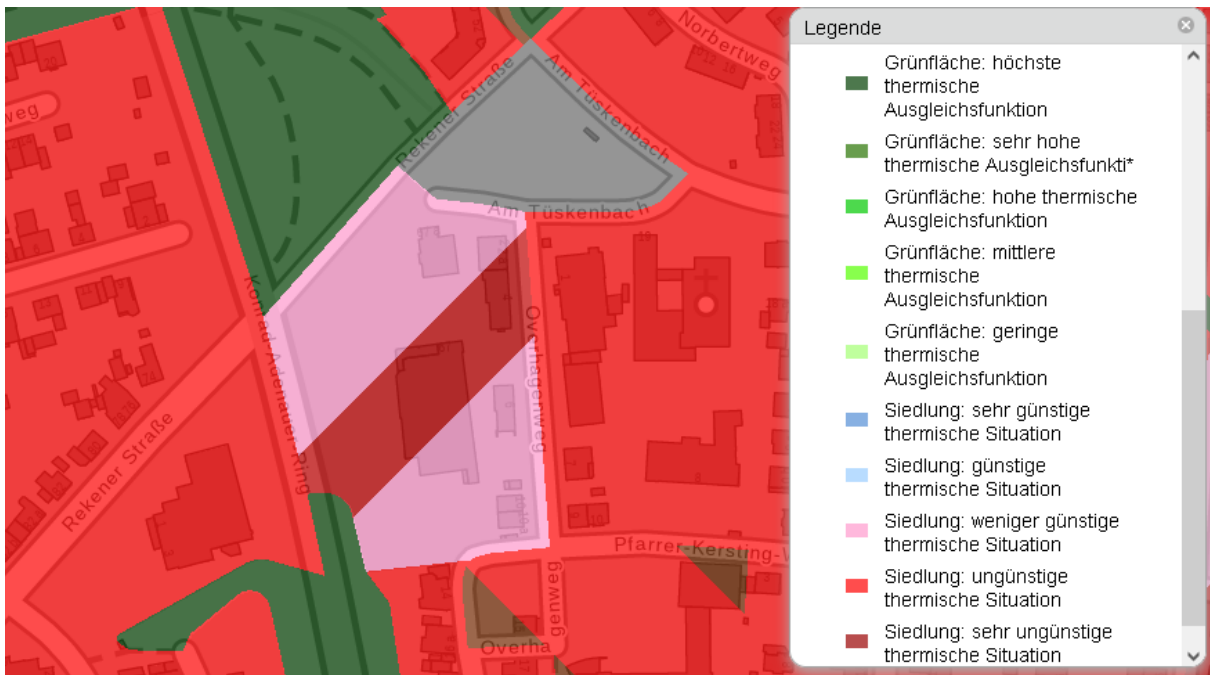 Legende
Grünfläche: höchste
thermische
Ausgleichsfunktion
Grünfläche: sehr hohe
thermische Ausgleichsfunkti*
Grünfläche: hohe thermische
Ausgleichsfunktion
Grünfläche: mittlere
thermische
Ausgleichsfunktion
Grünfläche: geringe
thermische
Ausgleichsfunktion
Siedlung: sehr günstige
thermische Situation
Siedlung: günstige
thermische Situation
Siedlung: weniger günstige
thermische Situation
Siedlung: ungünstige
thermische Situation
Siedlung: sehr ungünstige
thermische Situation
Norbertweg
Rekener Straße
Am Tüskenbach
weg
Am Tüskenbach
Konrad-Adenauer-Ring
Overhagenweg
Rekener Straße
Pfarrer-Kersting-
Overha
genweg